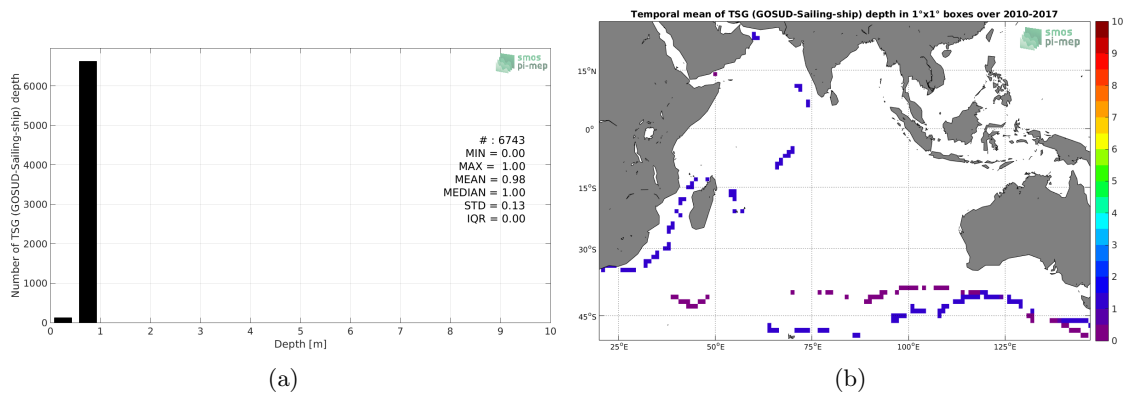 Number of TSG (GOSUD-Sailing-ship) depth
6000
5000
4000
3000
2000
1000
0
smos
pi-mep
# : 6743
MIN = 0.00
MAX = 1.00
MEAN = 0.98
MEDIAN = 1.00
STD = 0.13
IQR = 0.00
0 1 2 3 4 5 6 7 8 9 10
Depth [m]
(a)
Temporal mean of TSG (GOSUD-Sailing-ship) depth in 1°x1° boxes over 2010-2017
smos
pi-mep
15°N
0°
15°S
30°S
45°S
25°E 50°E 75°E 100°E 125°E
10
9
8
7
6
5
4
3
2
1
0
(b)